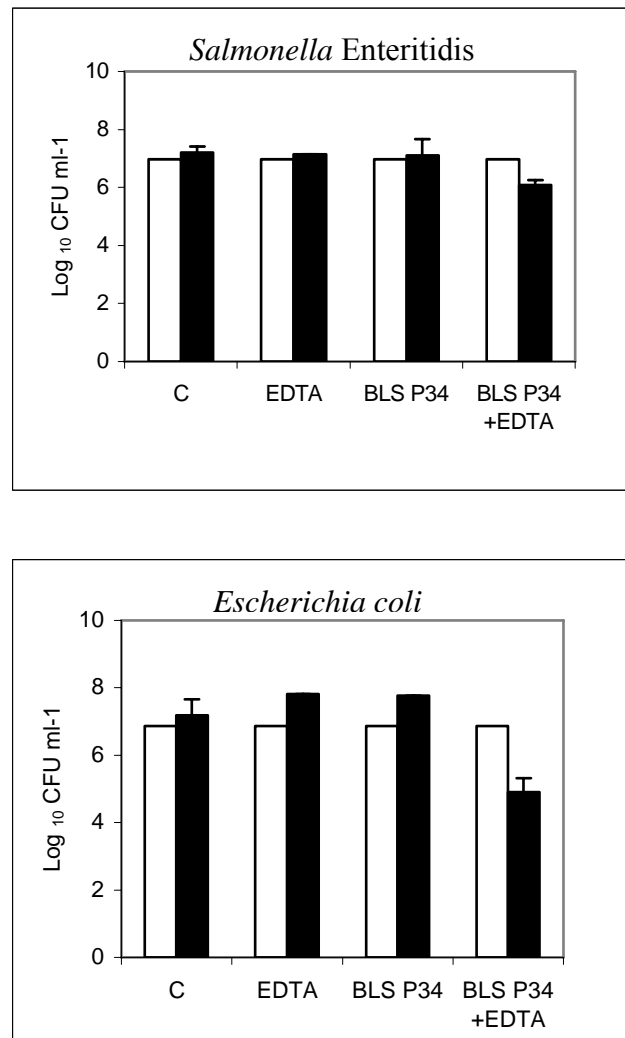 Salmonella Enteritidis
10
8
6
4
2
0
Log 10 CFU ml-1
C EDTA BLS P34 BLS P34
+EDTA
Escherichia coli
10
8
6
4
2
0
Log 10 CFU ml-1
C EDTA BLS P34 BLS P34
+EDTA